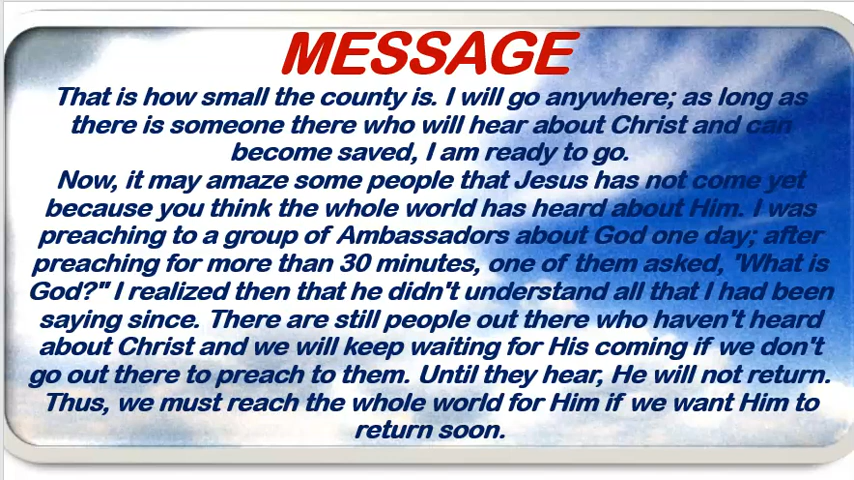 MESSAGE
That is how small the county is. I will go anywhere; as long as
there is someone there who will hear about Christ and can
become saved, I am ready to go.
Now, it may amaze some people that Jesus has not come yet
because you think the whole world has heard about Him. I was
preaching to a group of Ambassadors about God one day; after
preaching for more than 30 minutes, one of them asked, 'What is
God?" I realized then that he didn't understand all that I had been
saying since. There are still people out there who haven't heard
about Christ and we will keep waiting for His coming if we don't
go out there to preach to them. Until they hear, He will not return.
Thus, we must reach the whole world for Him if we want Him to
return soon.